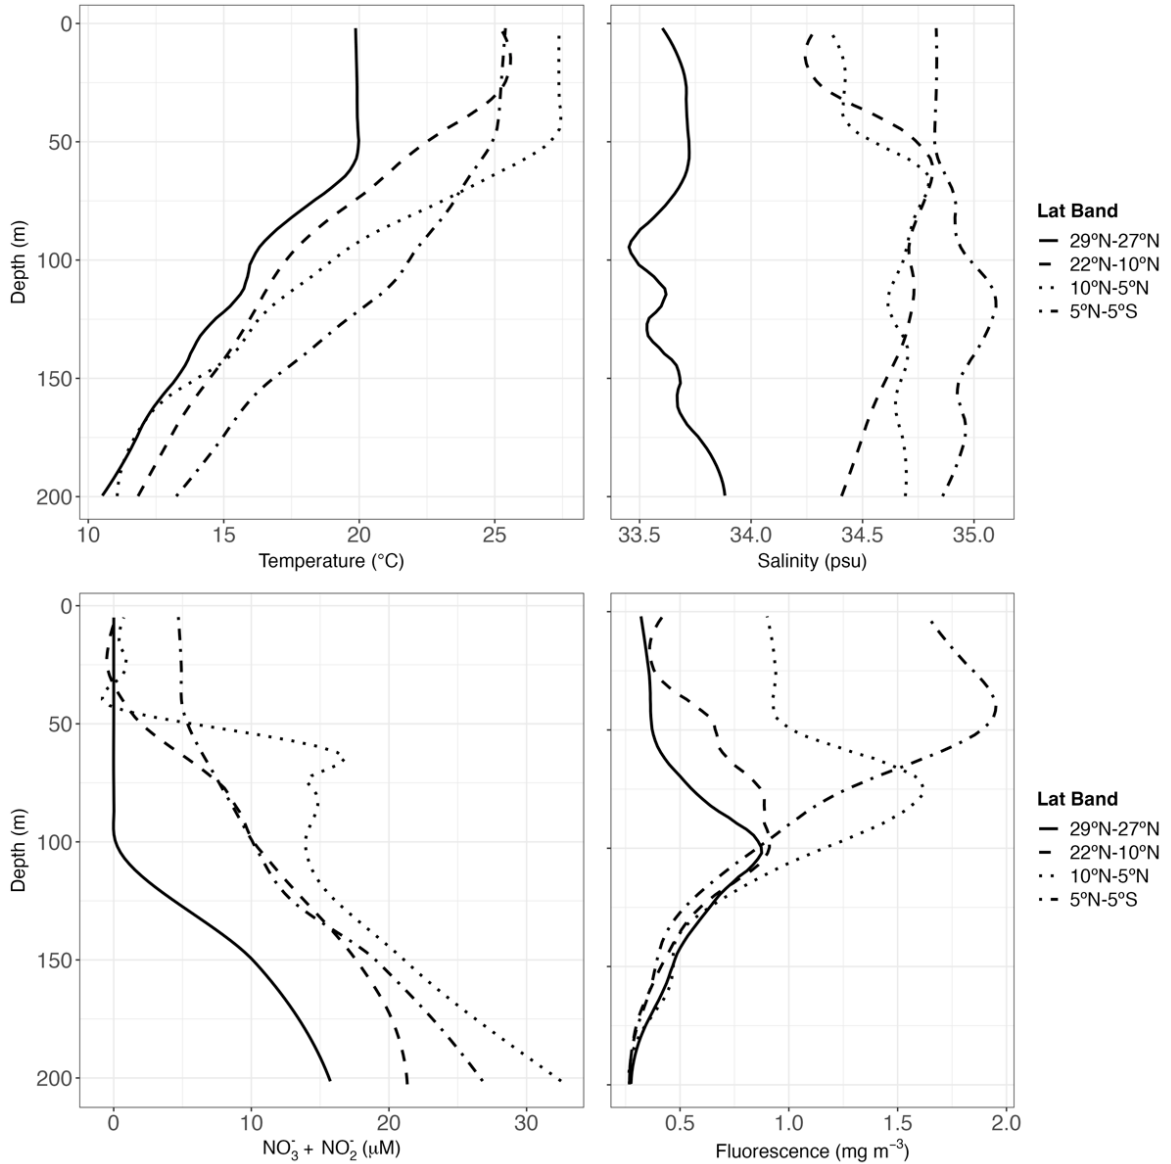 0
50
100
150
200
Depth (m)
10
15
20
25
Temperature (°C)
33.5
34.0
34.5
35.0
Salinity (psu)
Lat Band
29ºN-27ºN
22ºN-10ºN
10ºN-5ºN
5ºN-5ºS
0
50
100
150
200
Depth (m)
0
10
20
30
NO₃⁻ + NO₂⁻ (μM)
0.5
1.0
1.5
2.0
Fluorescence (mg m⁻³)
Lat Band
29ºN-27ºN
22ºN-10ºN
10ºN-5ºN
5ºN-5ºS